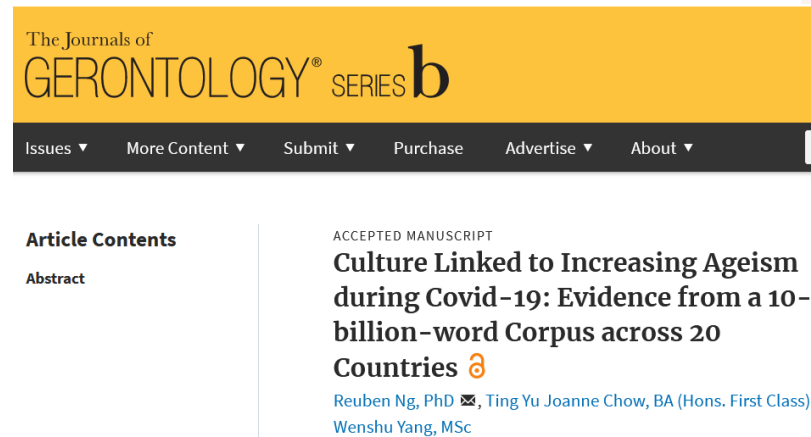 The Journals of
GERONTOLOGY® SERIES b
Issues ▼ More Content ▼ Submit ▼ Purchase Advertise ▼ About ▼
Article Contents
Abstract
ACCEPTED MANUSCRIPT
Culture Linked to Increasing Ageism
during Covid-19: Evidence from a 10-
billion-word Corpus across 20
Countries
Reuben Ng, PhD ✉, Ting Yu Joanne Chow, BA (Hons. First Class)
Wenshu Yang, MSc